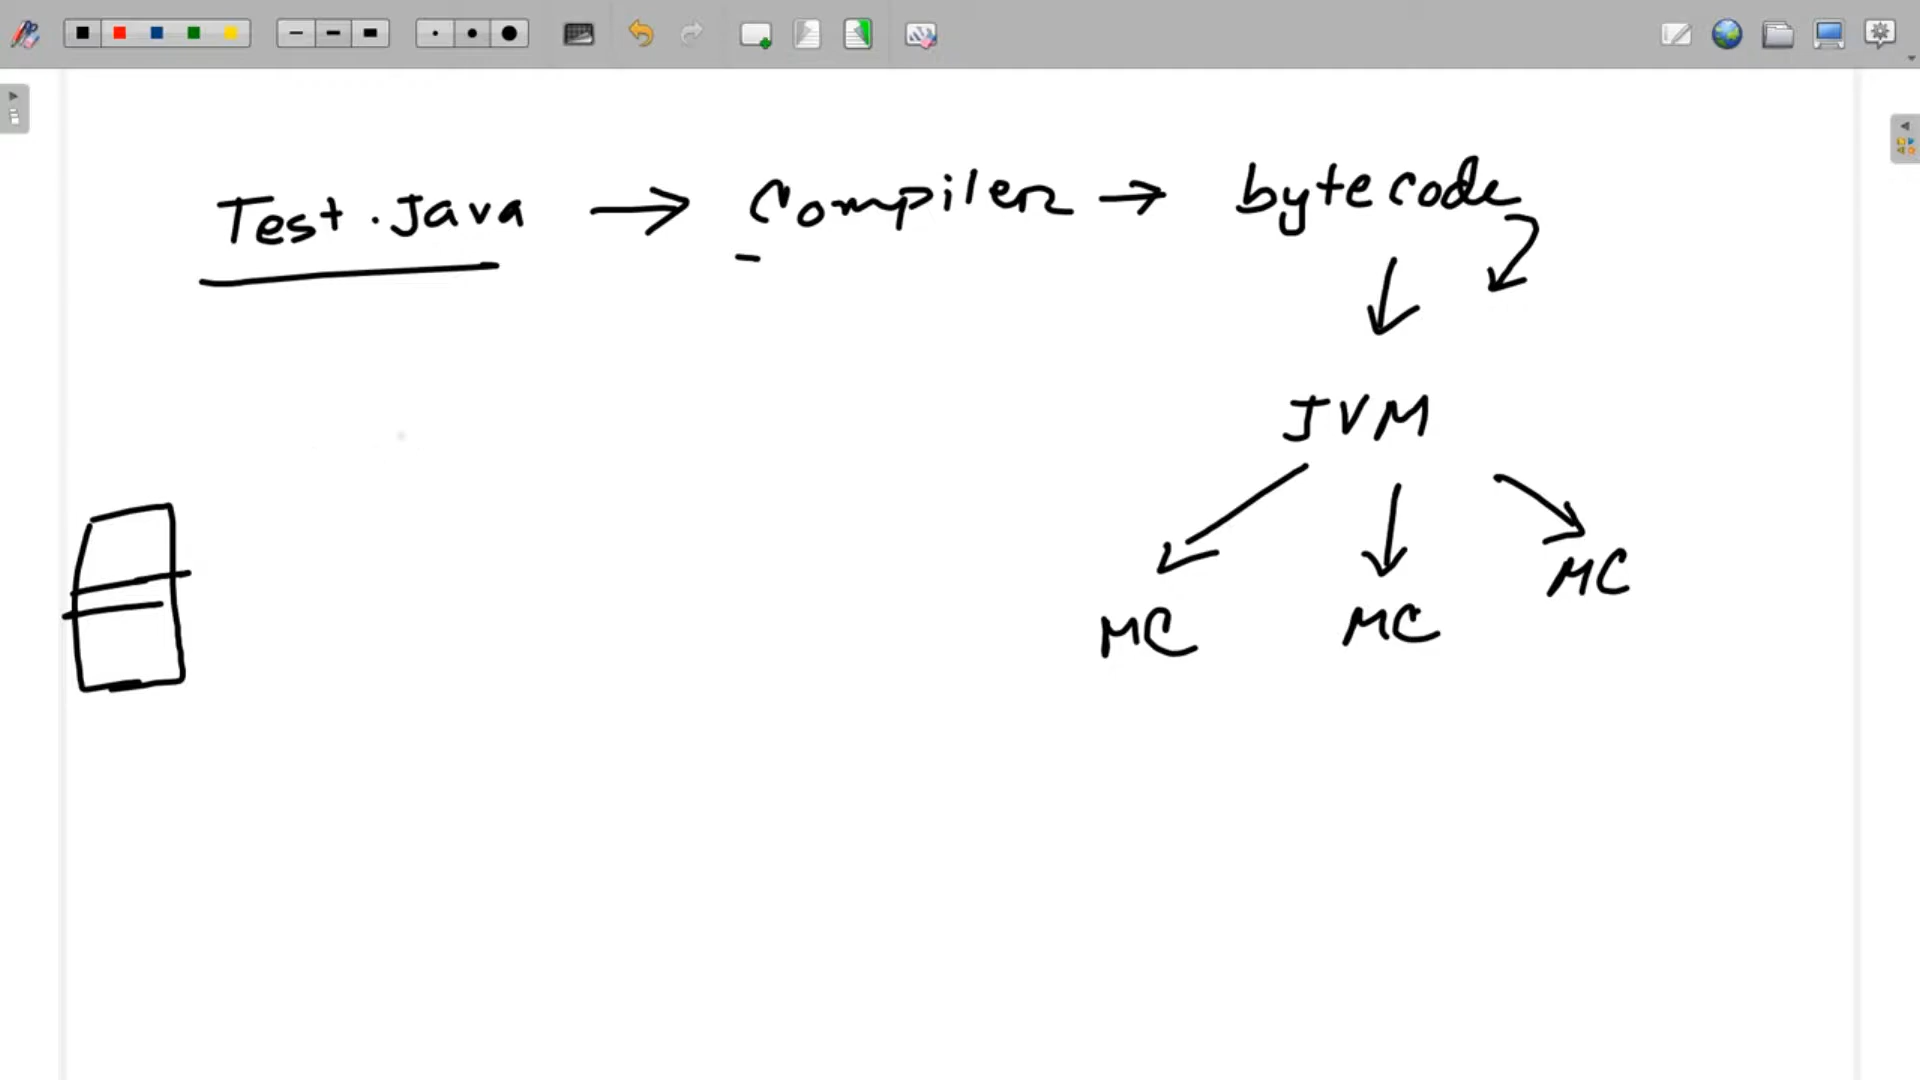 Test.Java → Compiler → bytecode
JVM
MC MC MC